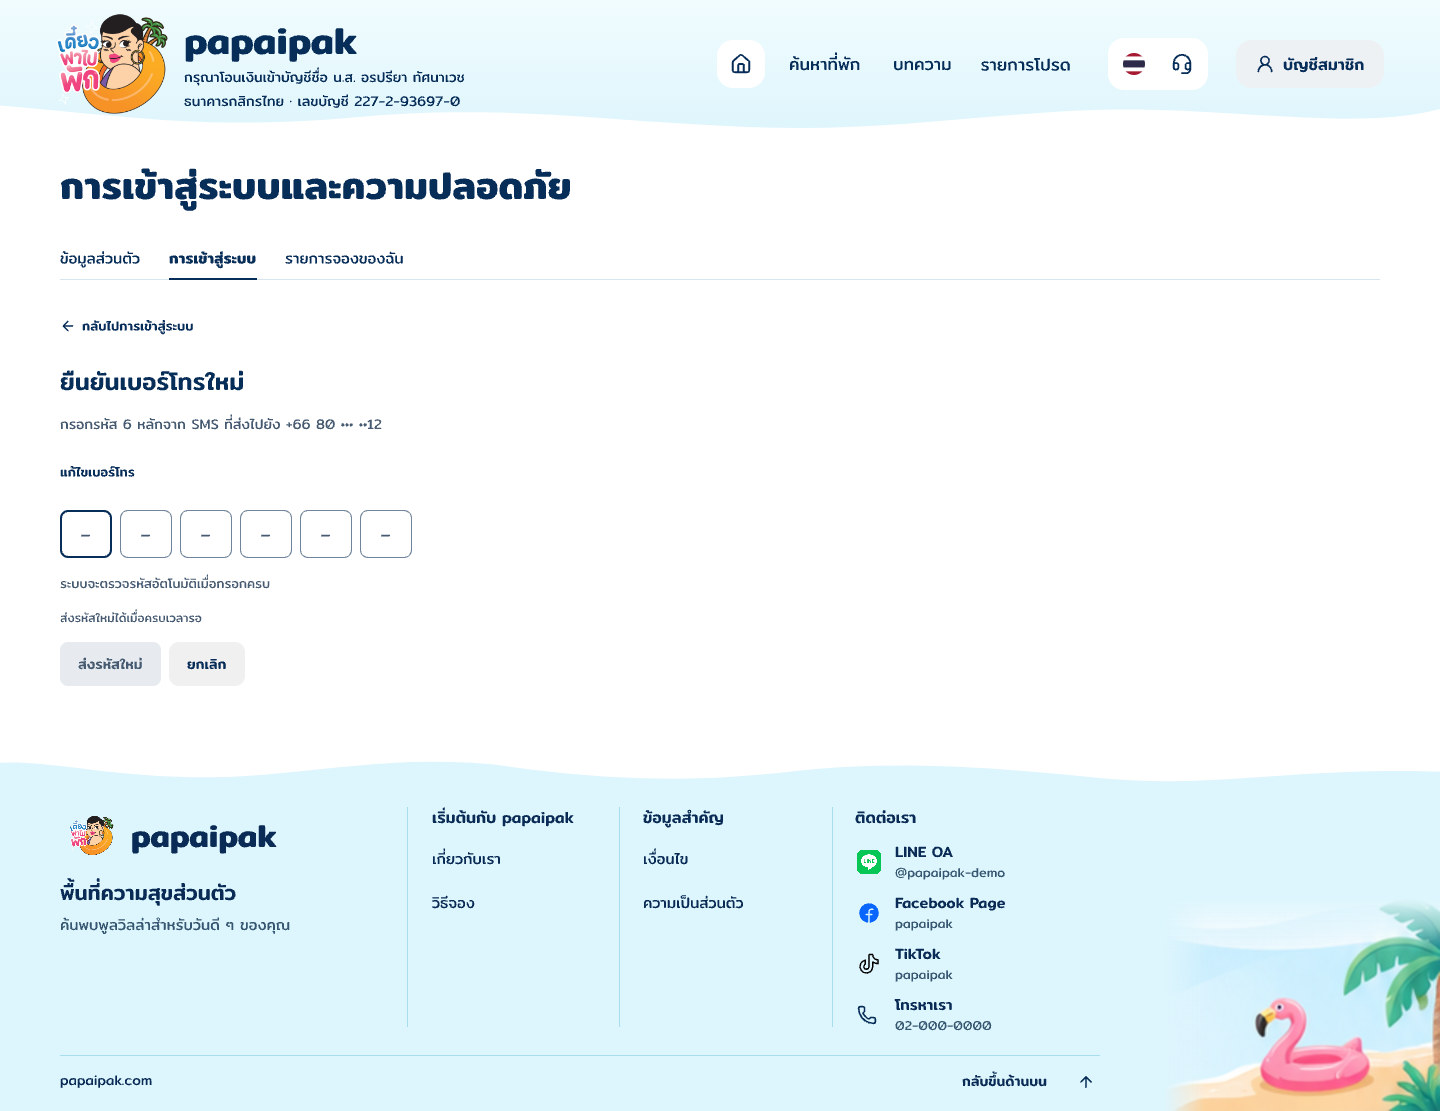 เดี๋ยว
พาไป
พัก
papaipak
กรุณาโอนเงินเข้าบัญชีชื่อ น.ส. อรปรียา ทัศนาเวช
ธนาคารกสิกรไทย · เลขบัญชี 227-2-93697-0
ค้นหาที่พัก
บทความ
รายการโปรด
บัญชีสมาชิก
การเข้าสู่ระบบและความปลอดภัย
ข้อมูลส่วนตัว
การเข้าสู่ระบบ
รายการจองของฉัน
กลับไปการเข้าสู่ระบบ
ยืนยันเบอร์โทรใหม่
กรอกรหัส 6 หลักจาก SMS ที่ส่งไปยัง +66 80 ••• ••12
แก้ไขเบอร์โทร
– – – – – –
ระบบจะตรวจรหัสอัตโนมัติเมื่อกรอกครบ
ส่งรหัสใหม่ได้เมื่อครบเวลารอ
ส่งรหัสใหม่
ยกเลิก
เดี๋ยว
พาไป
พัก
papaipak
พื้นที่ความสุขส่วนตัว
ค้นพบพูลวิลล่าสำหรับวันดี ๆ ของคุณ
เริ่มต้นกับ papaipak
เกี่ยวกับเรา
วิธีจอง
ข้อมูลสำคัญ
เงื่อนไข
ความเป็นส่วนตัว
ติดต่อเรา
LINE
LINE OA
@papaipak-demo
Facebook Page
papaipak
TikTok
papaipak
โทรหาเรา
02-000-0000
papaipak.com
กลับขึ้นด้านบน